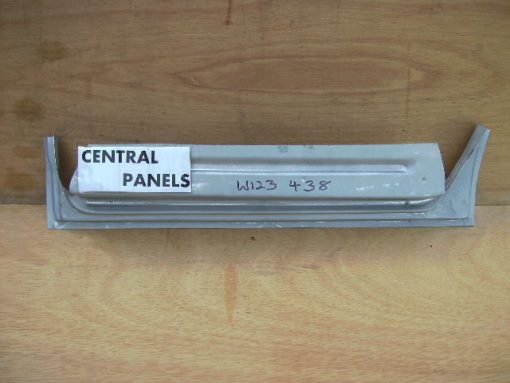 CENTRAL
PANELS
W123 438